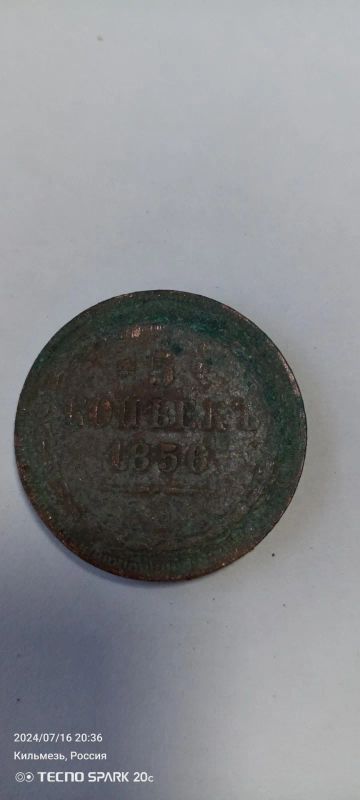 5
КОПѢЕКЪ
1856
2024/07/16 20:36
Кильмезь, Россия
TECNO SPARK 20c